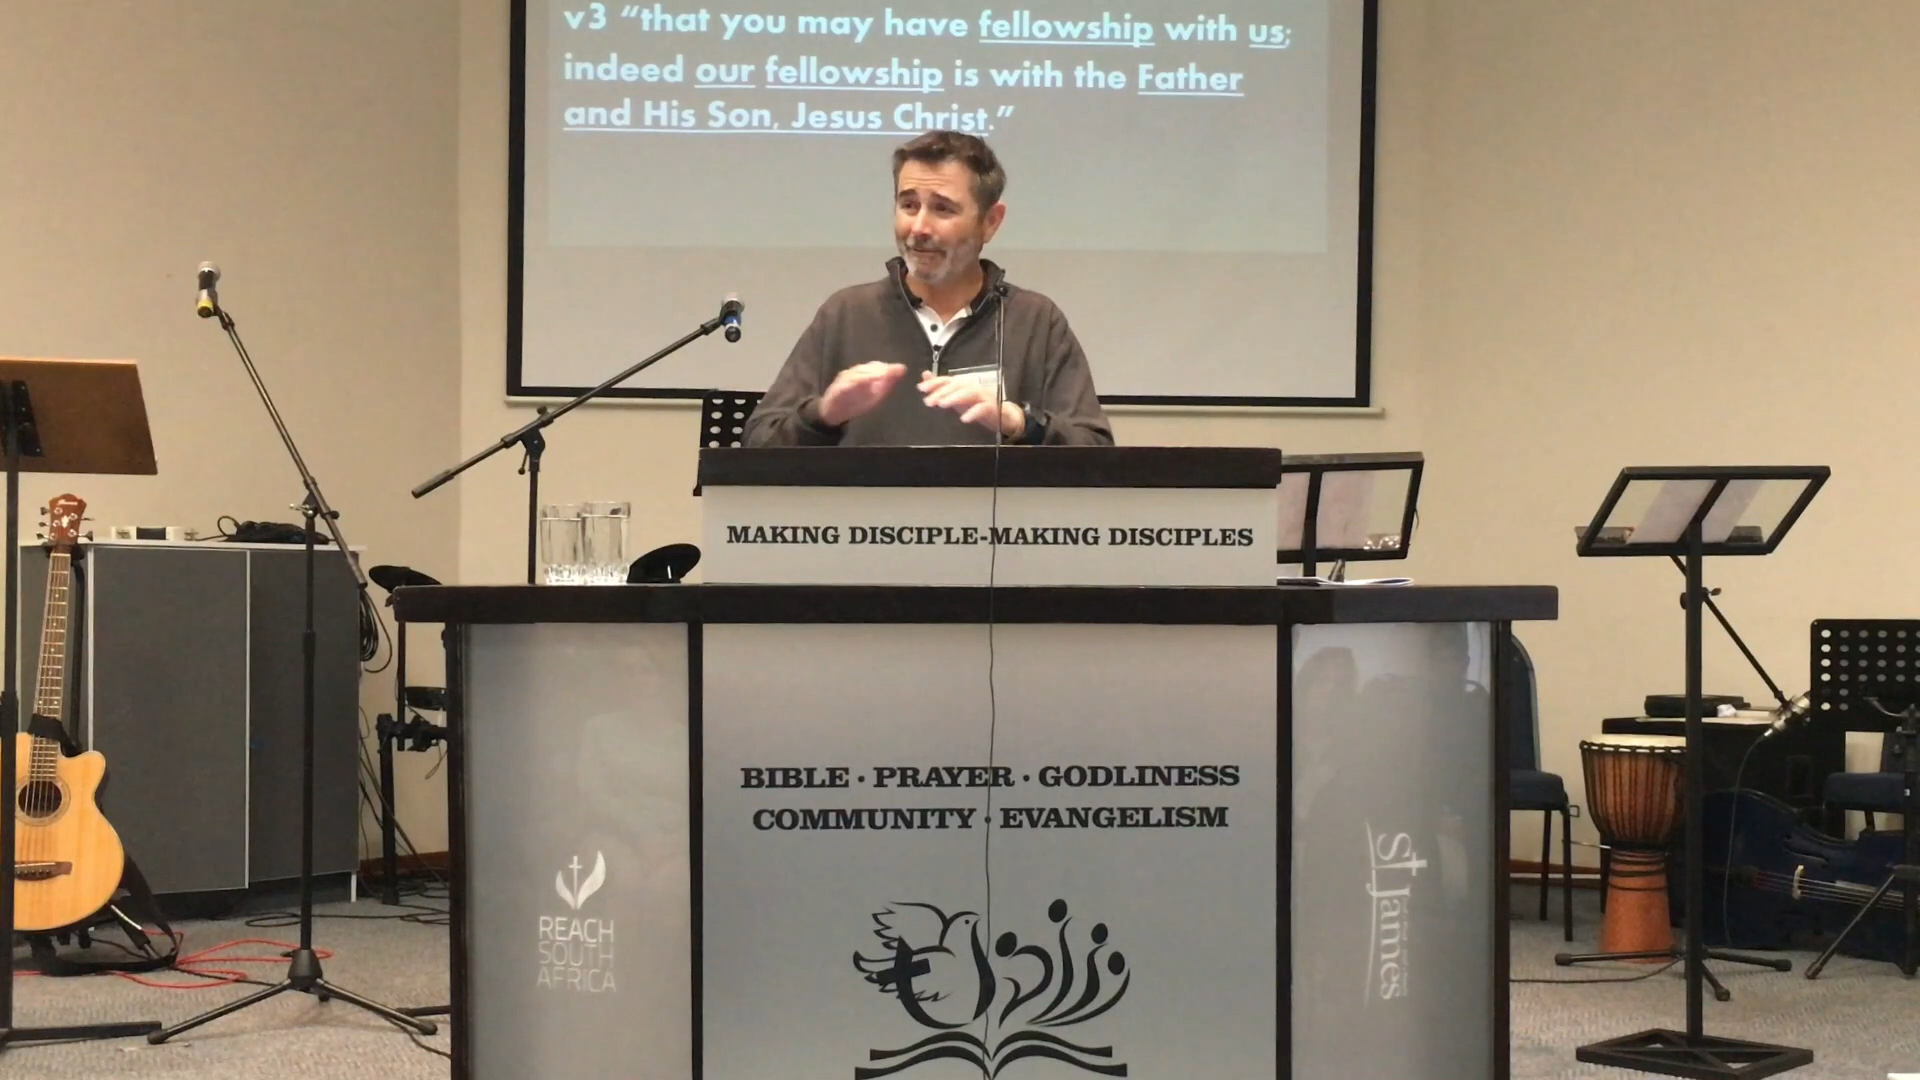 v3 “that you may have fellowship with us;
indeed our fellowship is with the Father
and His Son, Jesus Christ.”
MAKING DISCIPLE-MAKING DISCIPLES
BIBLE · PRAYER · GODLINESS
COMMUNITY · EVANGELISM
REACH
SOUTH
AFRICA
St James